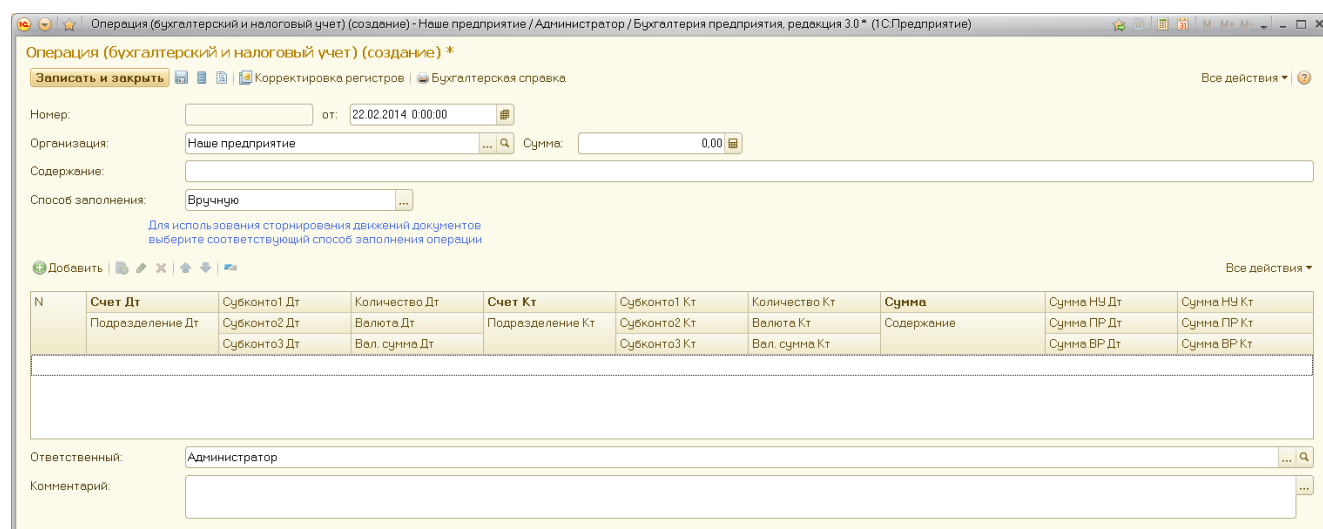 Операция (бухгалтерский и налоговый учет) (создание) - Наше предприятие / Администратор / Бухгалтерия предприятия, редакция 3.0 * (1С:Предприятие) M M+ M-
Операция (бухгалтерский и налоговый учет) (создание) *
Записать и закрыть Корректировка регистров Бухгалтерская справка Все действия
Номер: от: 22.02.2014 0:00:00
Организация: Наше предприятие ... Сумма: 0,00
Содержание:
Способ заполнения: Вручную ...
Для использования сторнирования движений документов
выберите соответствующий способ заполнения операции
Добавить Все действия
N Счет Дт Субконто1 Дт Количество Дт Счет Кт Субконто1 Кт Количество Кт Сумма Сумма НУ Дт Сумма НУ Кт
Подразделение Дт Субконто2 Дт Валюта Дт Подразделение Кт Субконто2 Кт Валюта Кт Содержание Сумма ПР Дт Сумма ПР Кт
Субконто3 Дт Вал. сумма Дт Субконто3 Кт Вал. сумма Кт Сумма ВР Дт Сумма ВР Кт
Ответственный: Администратор ...
Комментарий: ...